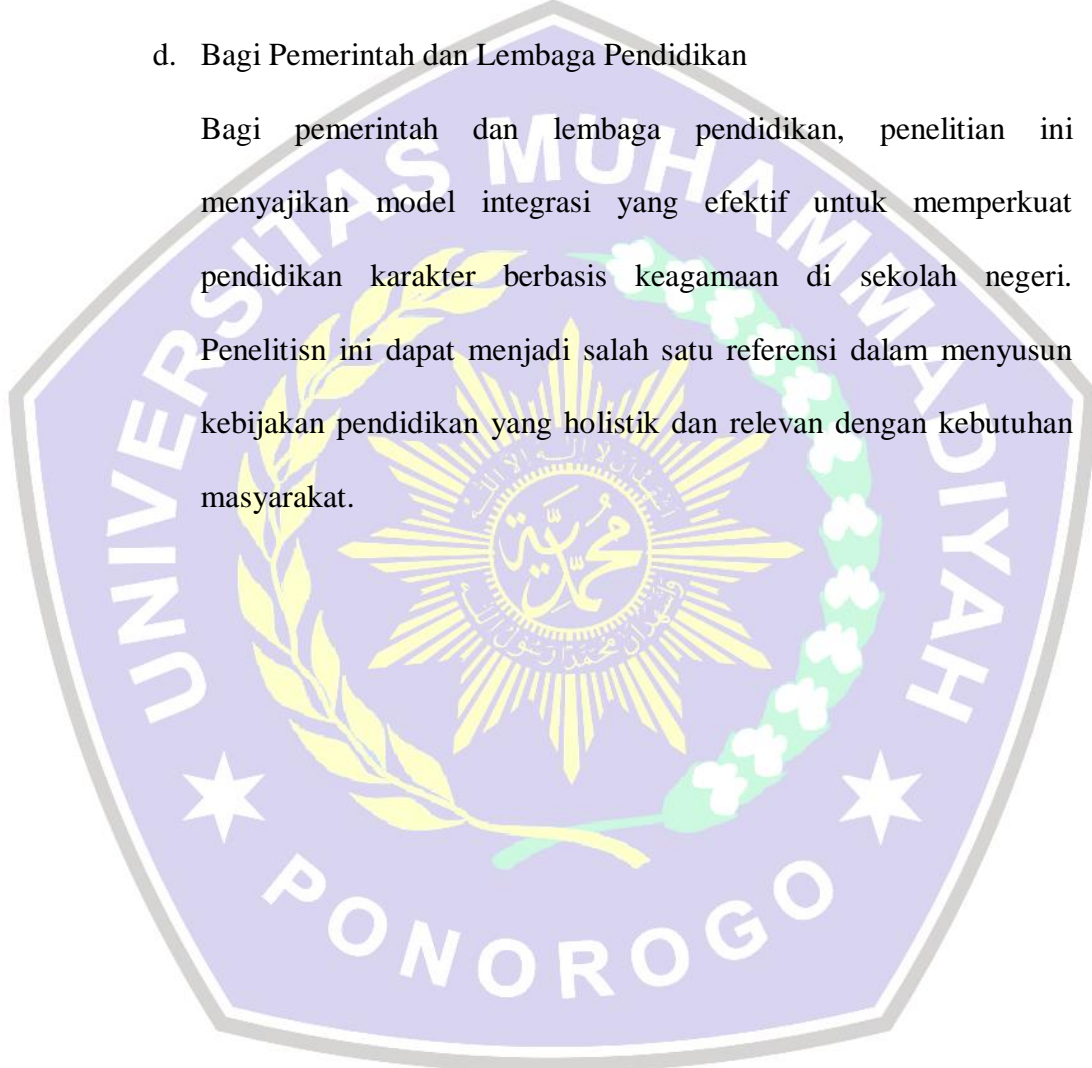 d. Bagi Pemerintah dan Lembaga Pendidikan
Bagi pemerintah dan lembaga pendidikan, penelitian ini
menyajikan model integrasi yang efektif untuk memperkuat
pendidikan karakter berbasis keagamaan di sekolah negeri.
Penelitisn ini dapat menjadi salah satu referensi dalam menyusun
kebijakan pendidikan yang holistik dan relevan dengan kebutuhan
masyarakat.
UNIVERSITAS MUHAMMADIYAH
PONOROGO
محمدية